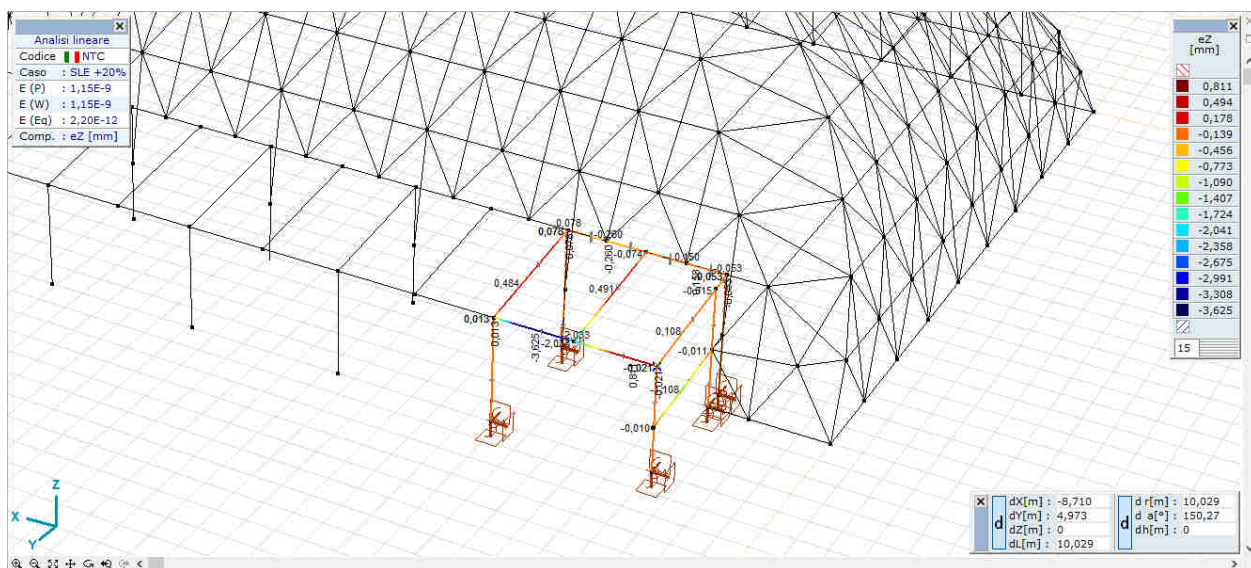 Analisi lineare
Codice NTC
Caso : SLE +20%
E (P) : 1,15E-9
E (W) : 1,15E-9
E (Eq) : 2,20E-12
Comp. : eZ [mm]
eZ
[mm]
0,811
0,494
0,178
-0,139
-0,456
-0,773
-1,090
-1,407
-1,724
-2,041
-2,358
-2,675
-2,991
-3,308
-3,625
15
0,078
0,078
-0,280
-0,260
-0,074
0,150
-0,053
-0,053
-0,015
0,484
0,491
0,013
0,013
-3,625
0,108
-0,011
-0,021
-0,021
-0,108
-0,010
Z
X
Y
d
dX[m] : -8,710
dY[m] : 4,973
dZ[m] : 0
dL[m] : 10,029
d
d r[m] : 10,029
d a[°] : 150,27
dh[m] : 0